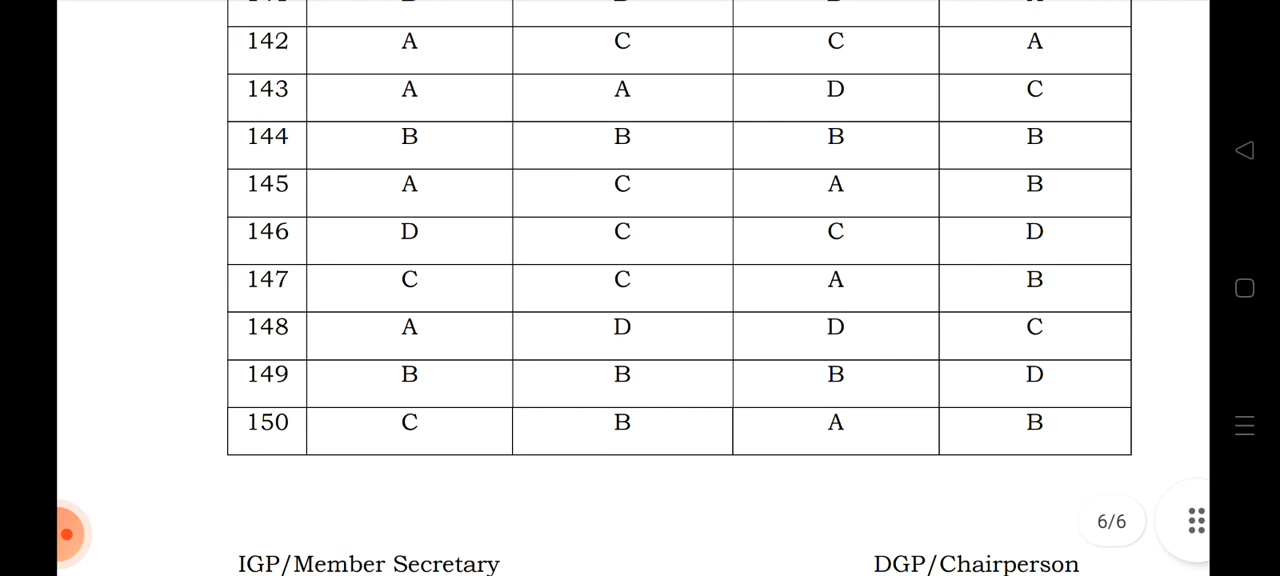 142 A C C A
143 A A D C
144 B B B B
145 A C A B
146 D C C D
147 C C A B
148 A D D C
149 B B B D
150 C B A B
6/6
IGP/Member Secretary DGP/Chairperson